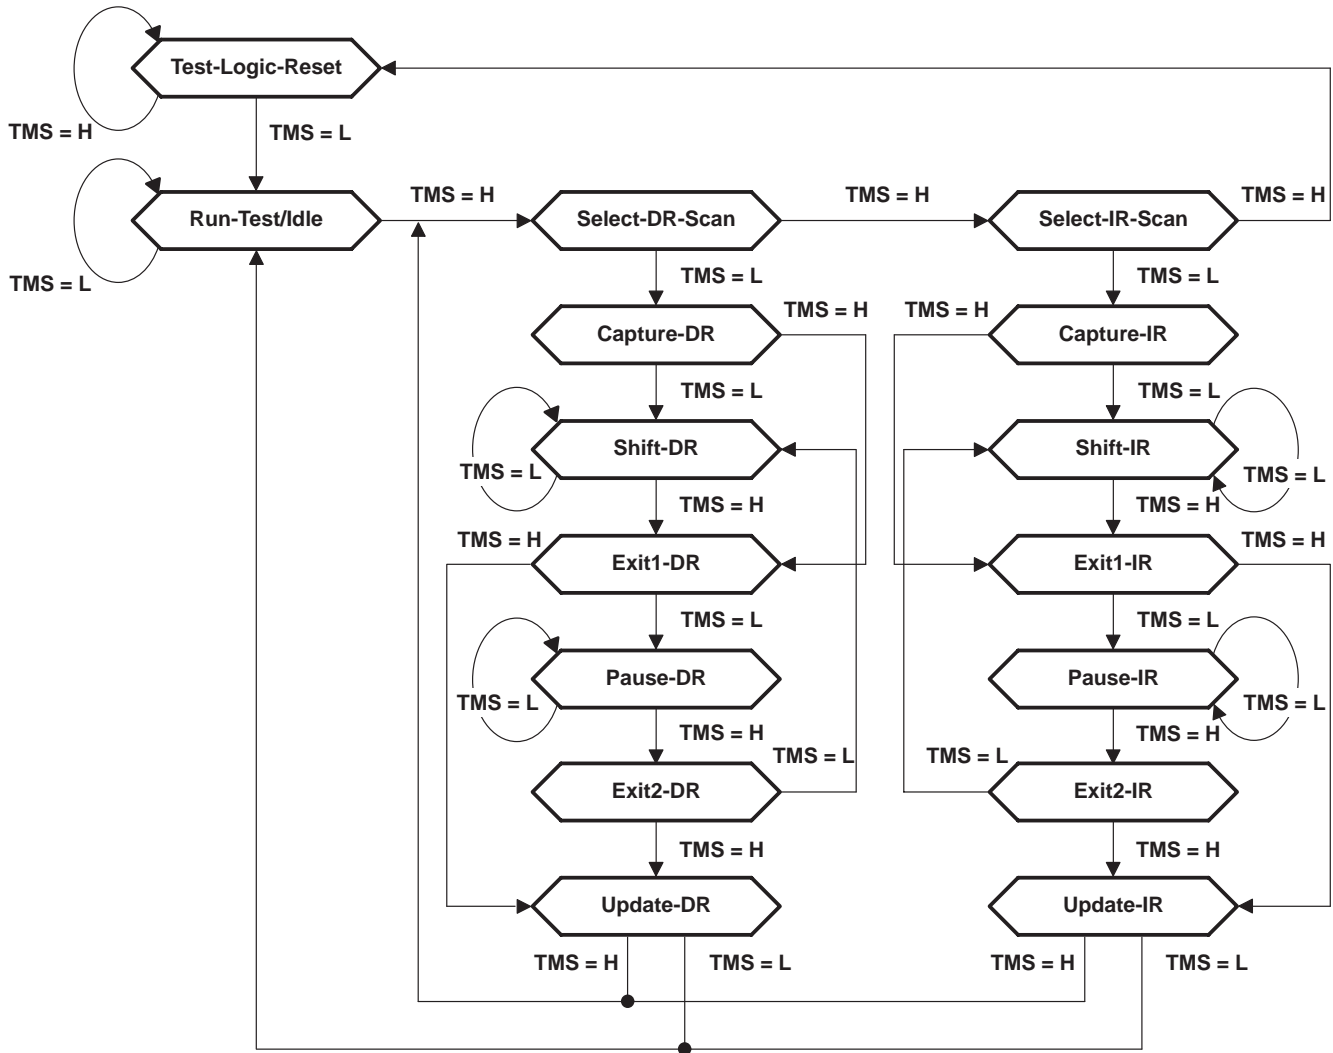 Test-Logic-Reset
TMS = H
TMS = L
Run-Test/Idle
TMS = H
Select-DR-Scan
TMS = H
Select-IR-Scan
TMS = H
TMS = L
TMS = L
TMS = L
TMS = H
TMS = H
Capture-DR
Capture-IR
TMS = L
TMS = L
Shift-DR
Shift-IR
TMS = L
TMS = L
TMS = H
TMS = H
TMS = H
TMS = H
Exit1-DR
Exit1-IR
TMS = L
TMS = L
Pause-DR
Pause-IR
TMS = L
TMS = L
TMS = H
TMS = H
TMS = L
TMS = L
Exit2-DR
Exit2-IR
TMS = H
TMS = H
Update-DR
Update-IR
TMS = H
TMS = L
TMS = H
TMS = L